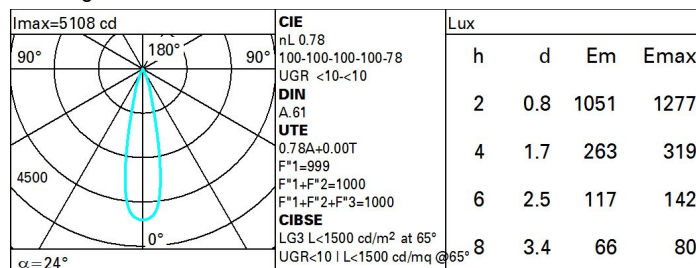 Imax=5108 cd
90°
180°
90°
4500
0°
α=24°
CIE
nL 0.78
100-100-100-100-78
UGR <10-<10
DIN
A.61
UTE
0.78A+0.00T
F"1=999
F"1+F"2=1000
F"1+F"2+F"3=1000
CIBSE
LG3 L<1500 cd/m² at 65°
UGR<10 | L<1500 cd/mq @65°
Lux
h d Em Emax
2 0.8 1051 1277
4 1.7 263 319
6 2.5 117 142
8 3.4 66 80